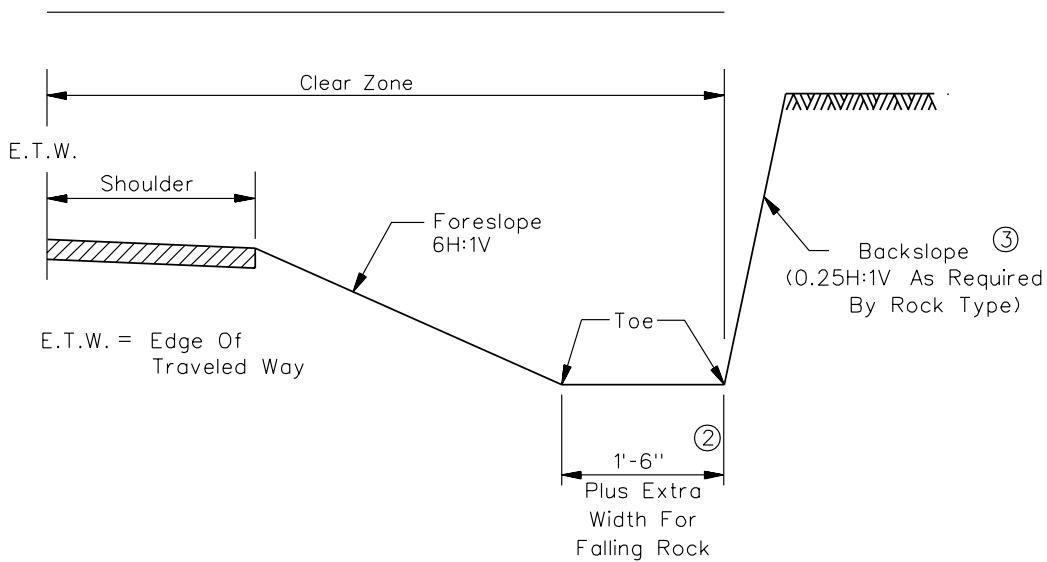 Clear Zone
E.T.W.
Shoulder
Foreslope
6H:1V
Backslope ③
(0.25H:1V As Required
By Rock Type)
E.T.W. = Edge Of
Traveled Way
Toe
②
1'-6"
Plus Extra
Width For
Falling Rock